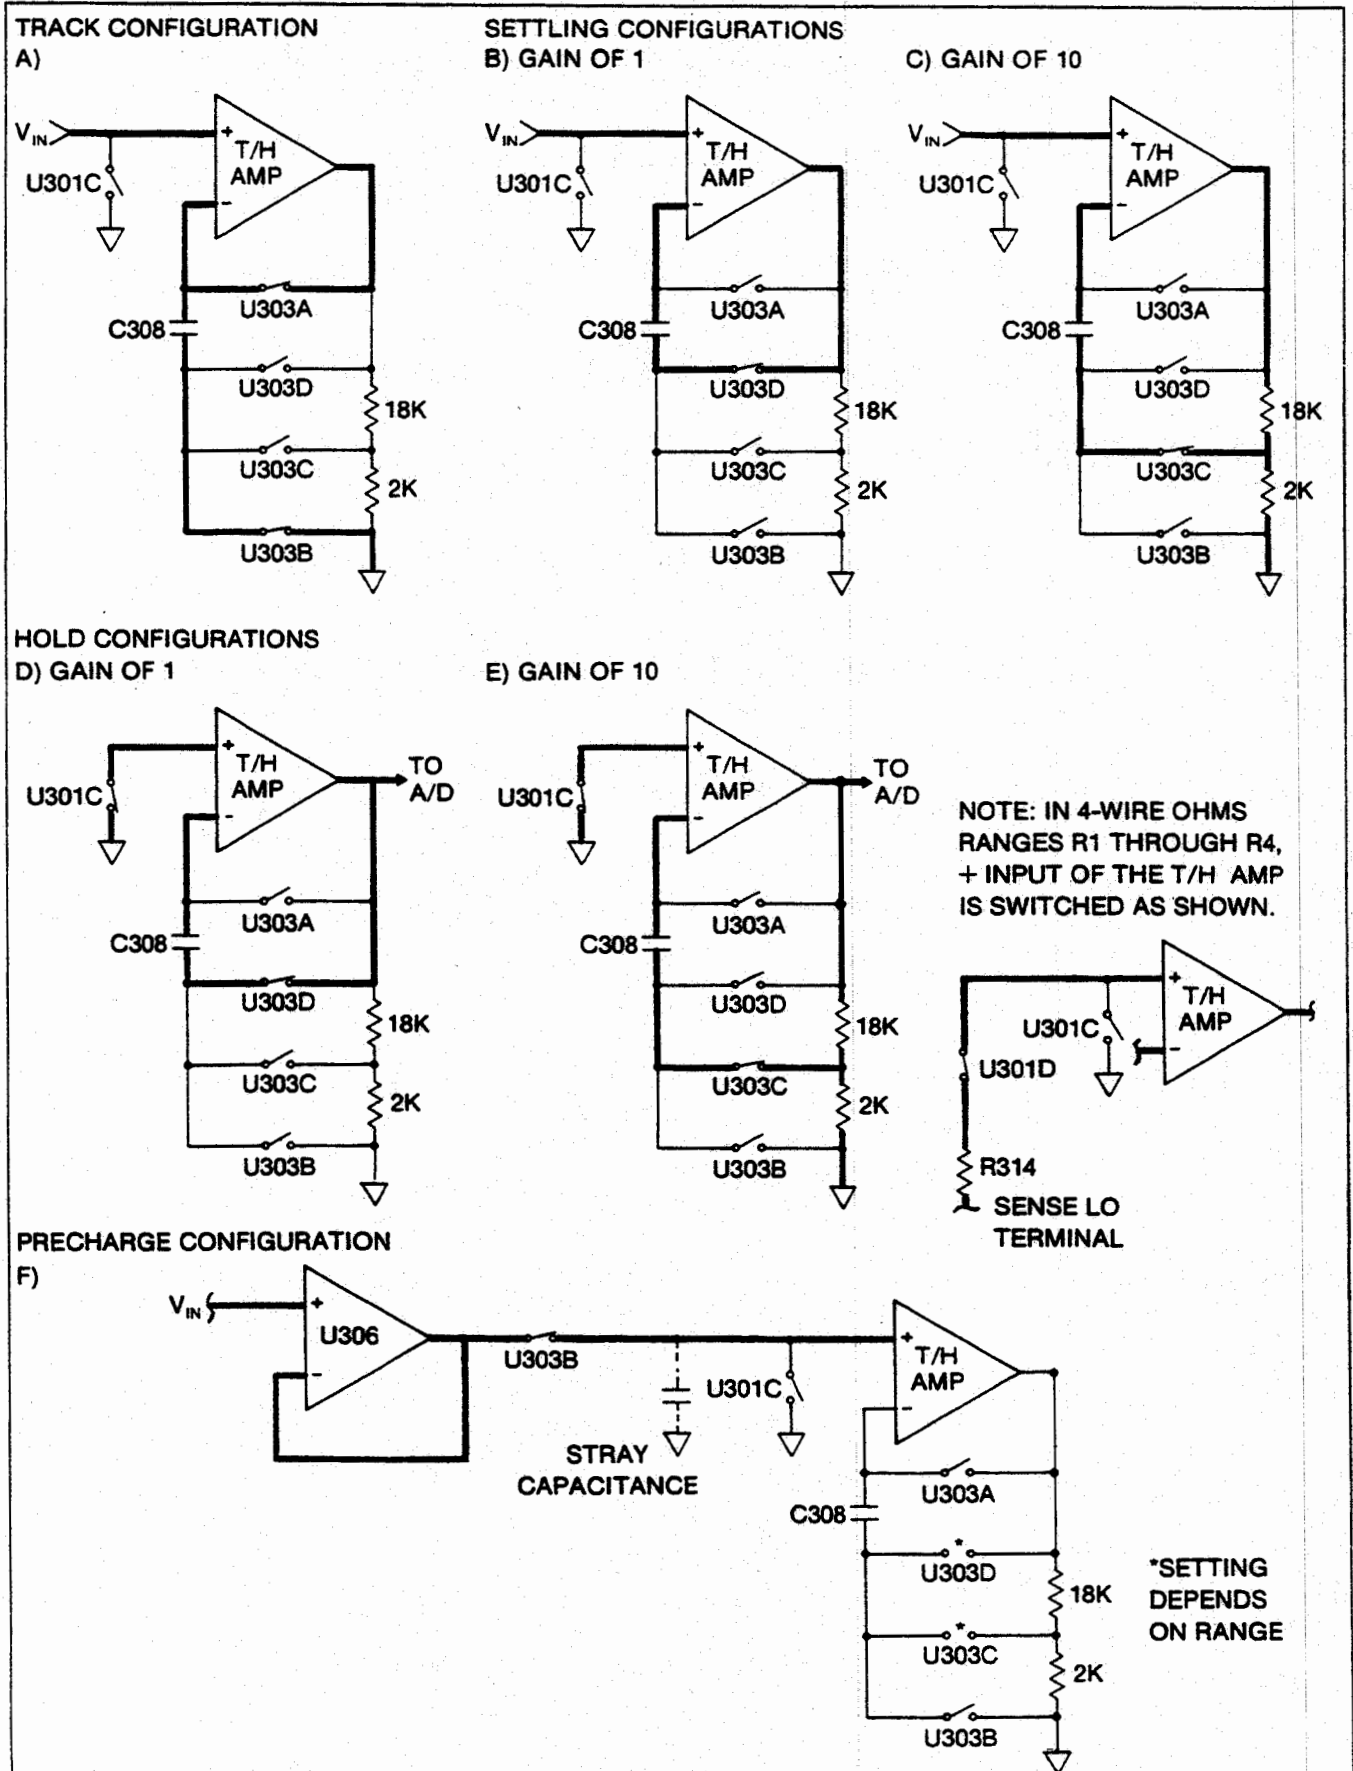 TRACK CONFIGURATION
A)
V_IN
+
T/H
AMP
-
U301C
U303A
C308
U303D
18K
U303C
2K
U303B
SETTLING CONFIGURATIONS
B) GAIN OF 1
V_IN
+
T/H
AMP
-
U301C
U303A
C308
U303D
18K
U303C
2K
U303B
C) GAIN OF 10
V_IN
+
T/H
AMP
-
U301C
U303A
C308
U303D
18K
U303C
2K
U303B
HOLD CONFIGURATIONS
D) GAIN OF 1
+
T/H
AMP
-
TO
A/D
U301C
U303A
C308
U303D
18K
U303C
2K
U303B
E) GAIN OF 10
+
T/H
AMP
-
TO
A/D
U301C
U303A
C308
U303D
18K
U303C
2K
U303B
NOTE: IN 4-WIRE OHMS
RANGES R1 THROUGH R4,
+ INPUT OF THE T/H AMP
IS SWITCHED AS SHOWN.
+
T/H
AMP
-
U301C
U301D
R314
SENSE LO
TERMINAL
PRECHARGE CONFIGURATION
F)
V_IN
+
U306
-
U303B
STRAY
CAPACITANCE
U301C
+
T/H
AMP
-
U303A
C308
*
U303D
18K
*
U303C
2K
U303B
*SETTING
DEPENDS
ON RANGE